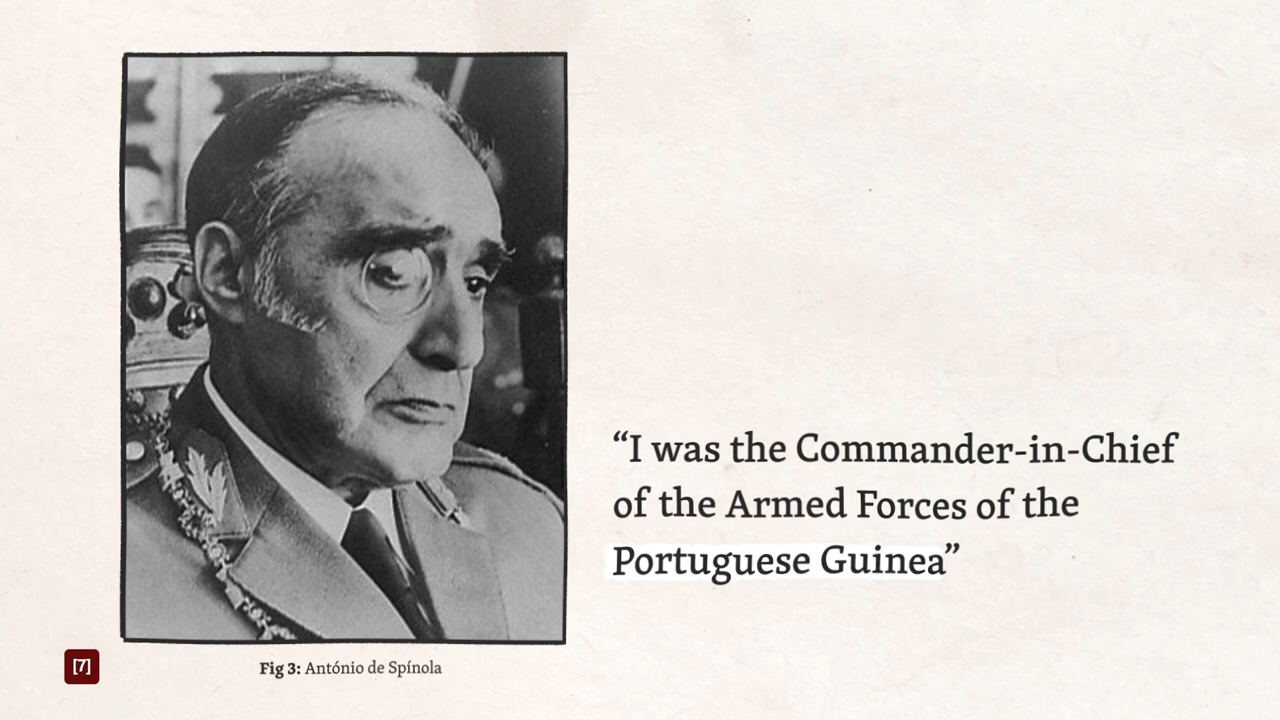 “I was the Commander-in-Chief
of the Armed Forces of the
Portuguese Guinea”
[7]
Fig 3: António de Spínola